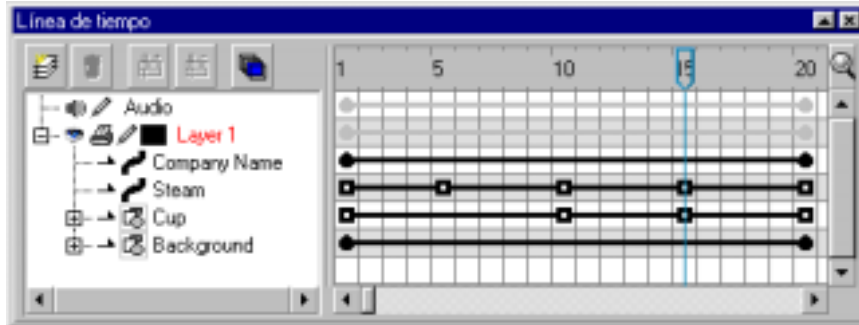 Línea de tiempo
1 5 10 15 20
Audio
Layer 1
Company Name
Steam
Cup
Background